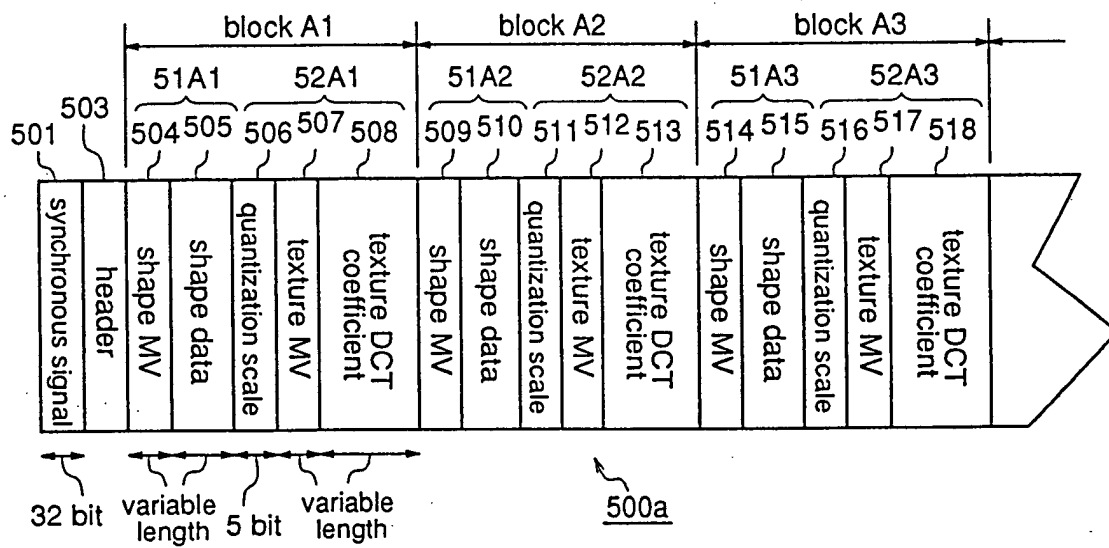 block A1 block A2 block A3
51A1 52A1 51A2 52A2 51A3 52A3
501 503 504 505 506 507 508 509 510 511 512 513 514 515 516 517 518
synchronous signal
header
shape MV
shape data
quantization scale
texture MV
texture DCT
coefficient
shape MV
shape data
quantization scale
texture MV
texture DCT
coefficient
shape MV
shape data
quantization scale
texture MV
texture DCT
coefficient
32 bit
variable
length
5 bit
variable
length
500a